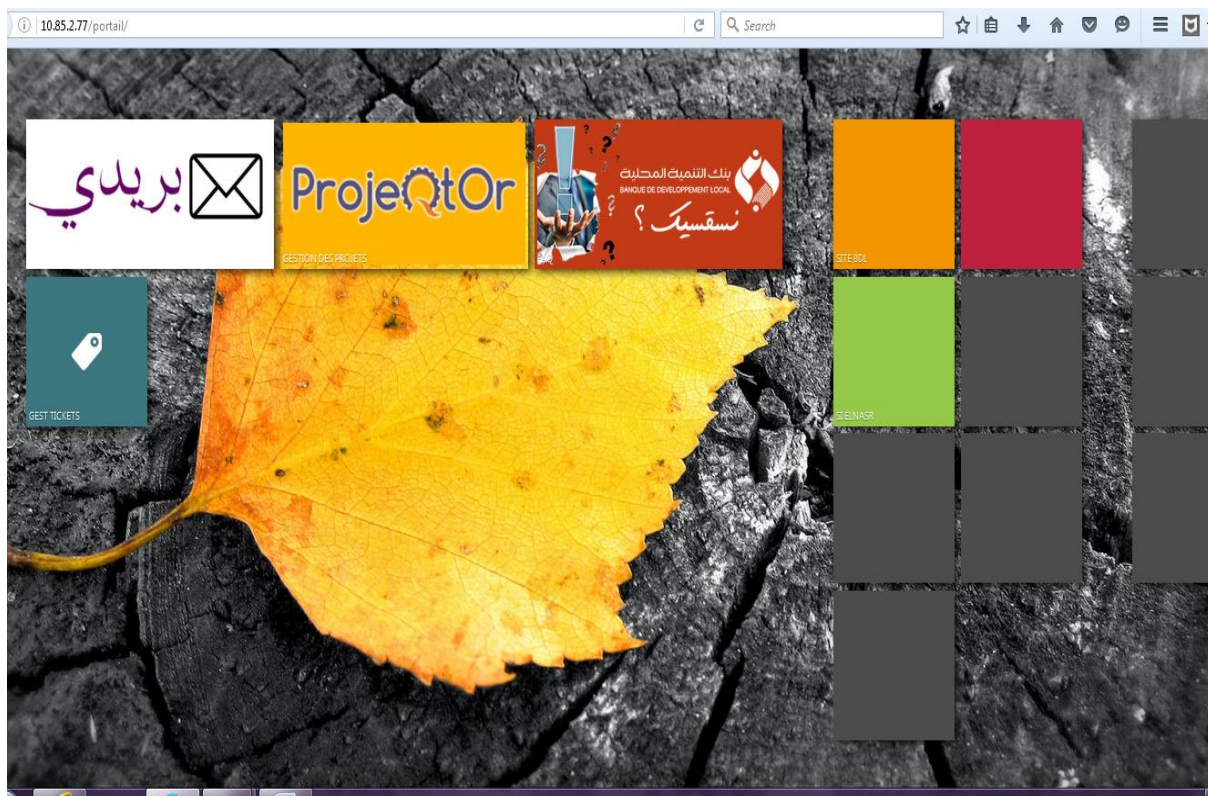 10.85.2.77/portail/
Search
بريدي
ProjeQtOr
GESTION DES PROJETS
بنك التنمية المحلية
BANQUE DE DEVELOPPEMENT LOCAL
نسقسيك ؟
SITE BDL
GEST TICKETS
SI ELNASR